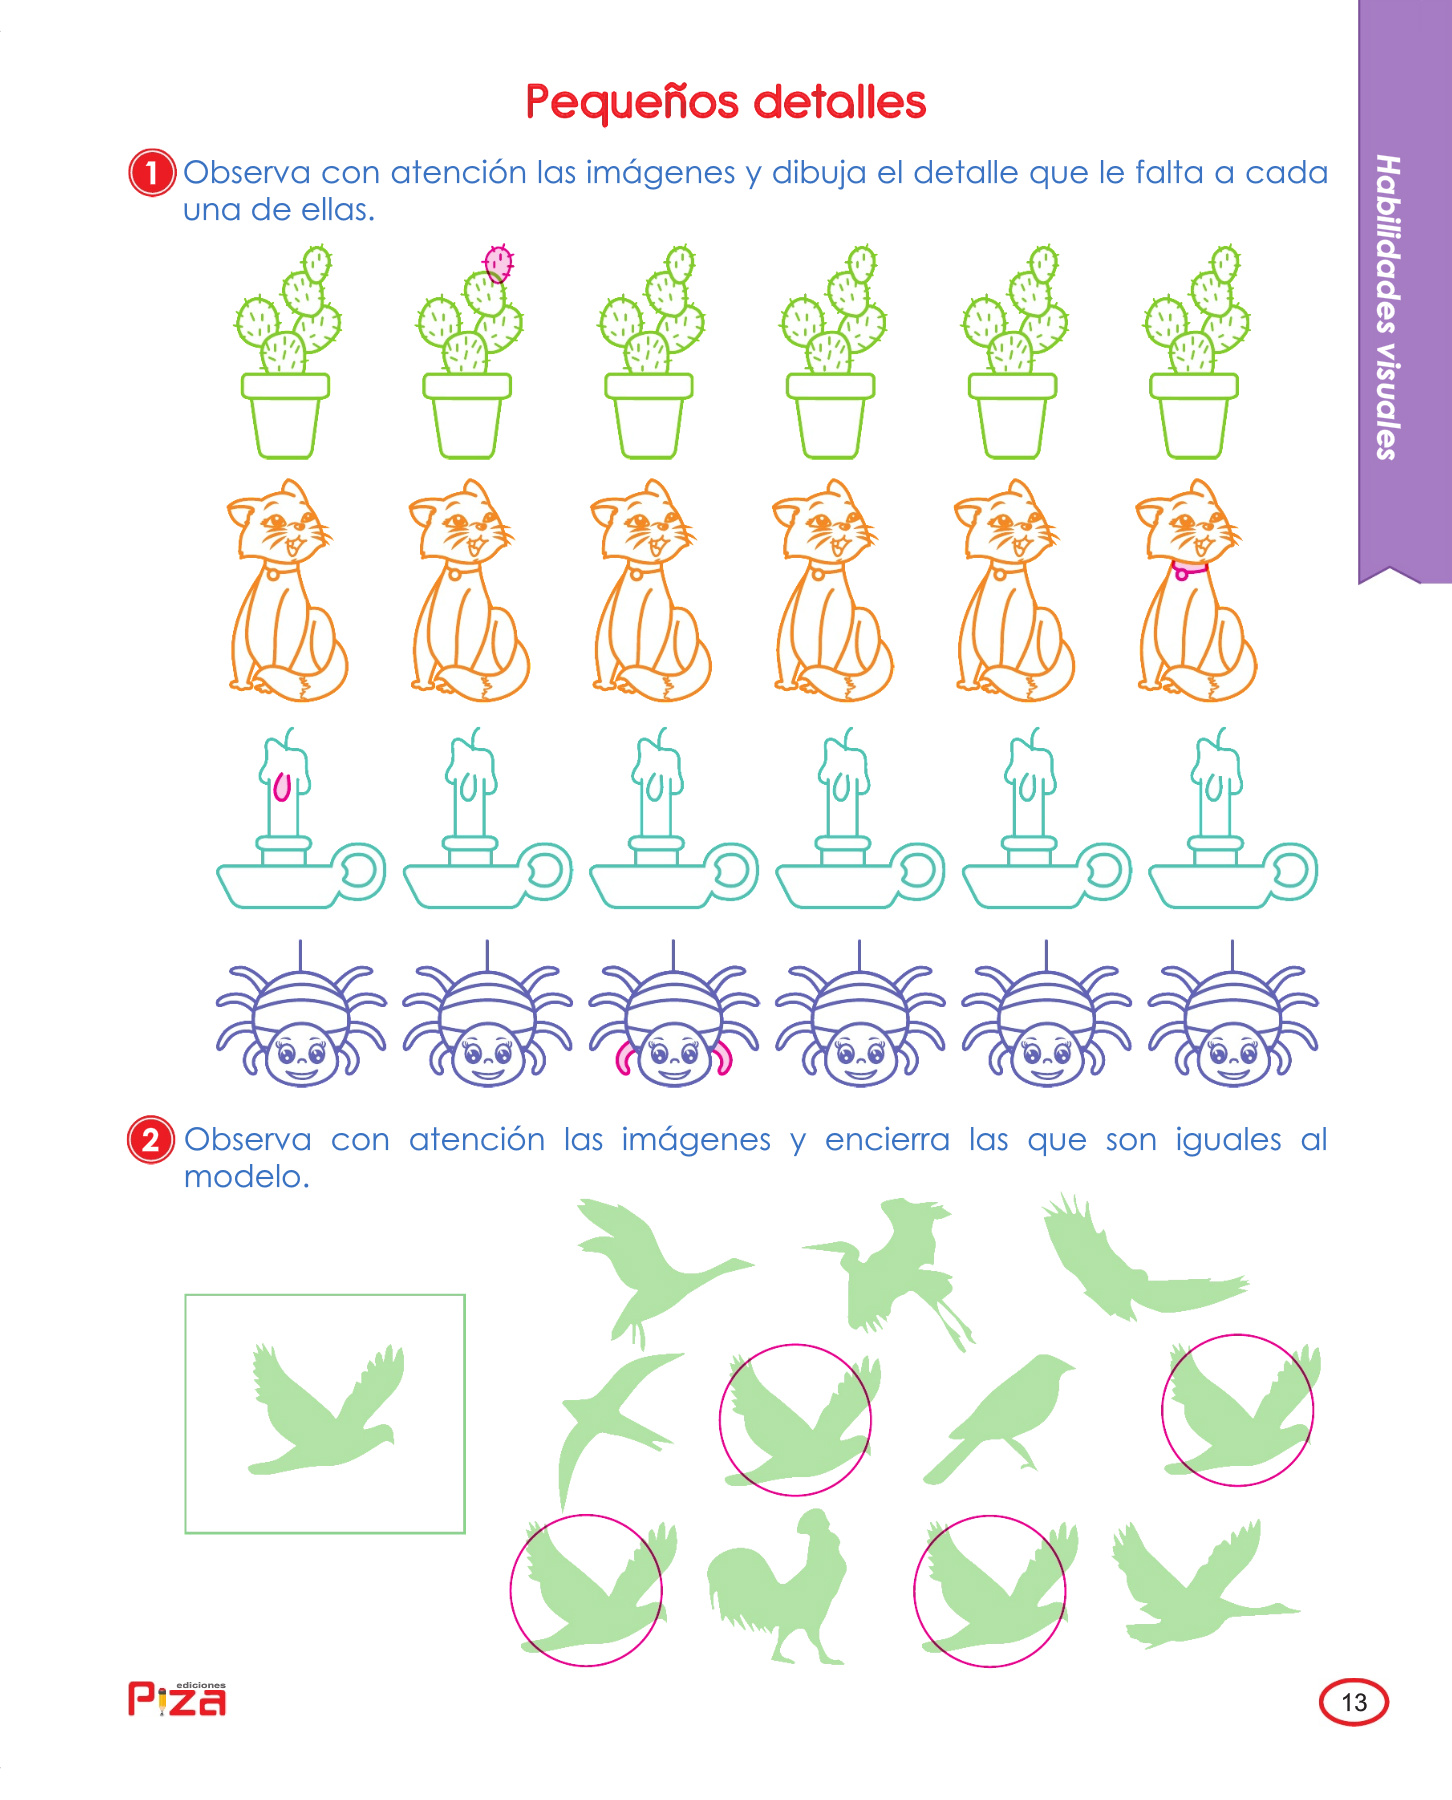 Pequeños detalles
1 Observa con atención las imágenes y dibuja el detalle que le falta a cada
una de ellas.
Habilidades visuales
2 Observa con atención las imágenes y encierra las que son iguales al
modelo.
ediciones
Piza
13